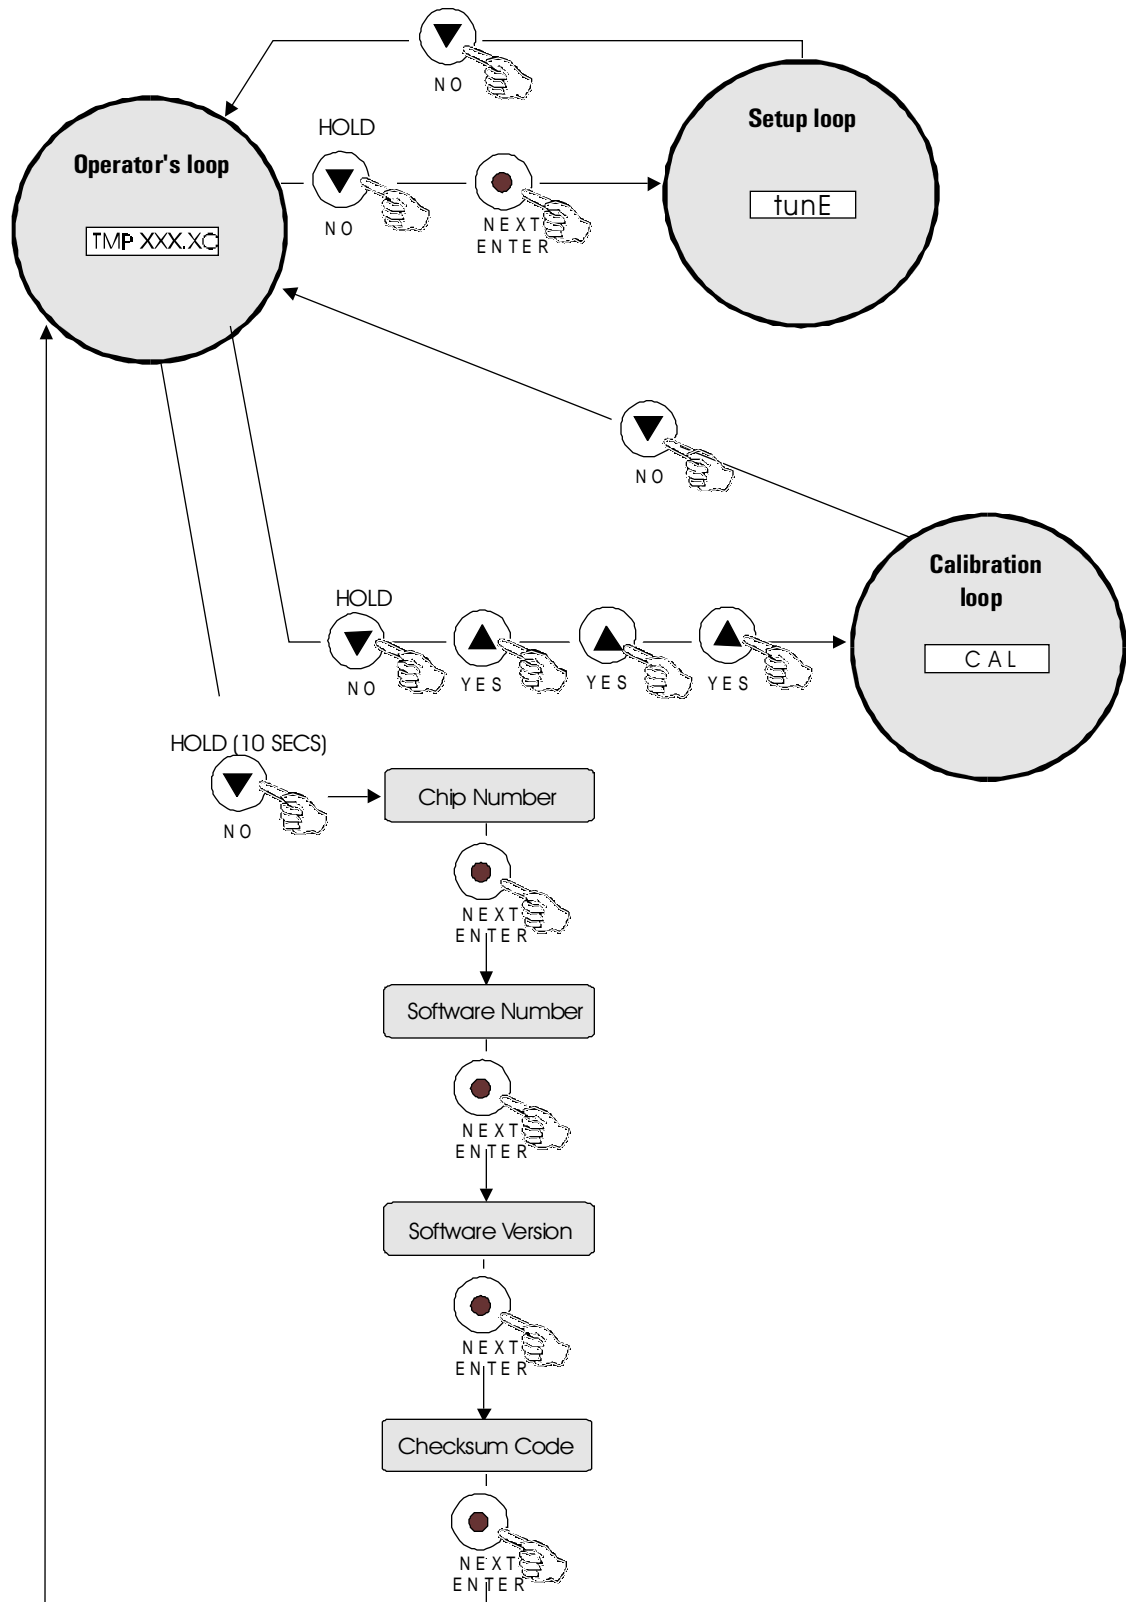 NO
Setup loop
tunE
Operator's loop
TMP XXX.XC
HOLD
NO
NEXT
ENTER
NO
Calibration
loop
CAL
HOLD
NO
YES
YES
YES
HOLD (10 SECS)
NO
Chip Number
NEXT
ENTER
Software Number
NEXT
ENTER
Software Version
NEXT
ENTER
Checksum Code
NEXT
ENTER